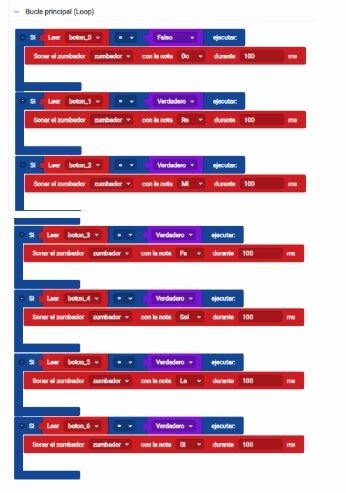 Bucle principal (Loop)
Si Leer boton_0 = Falso ejecutar:
Sonar el zumbador zumbador con la nota Do durante 100 ms
Si Leer boton_1 = Verdadero ejecutar:
Sonar el zumbador zumbador con la nota Re durante 100 ms
Si Leer boton_2 = Verdadero ejecutar:
Sonar el zumbador zumbador con la nota Mi durante 100 ms
Si Leer boton_3 = Verdadero ejecutar:
Sonar el zumbador zumbador con la nota Fa durante 100 ms
Si Leer boton_4 = Verdadero ejecutar:
Sonar el zumbador zumbador con la nota Sol durante 100 ms
Si Leer boton_5 = Verdadero ejecutar:
Sonar el zumbador zumbador con la nota La durante 100 ms
Si Leer boton_6 = Verdadero ejecutar:
Sonar el zumbador zumbador con la nota Si durante 100 ms